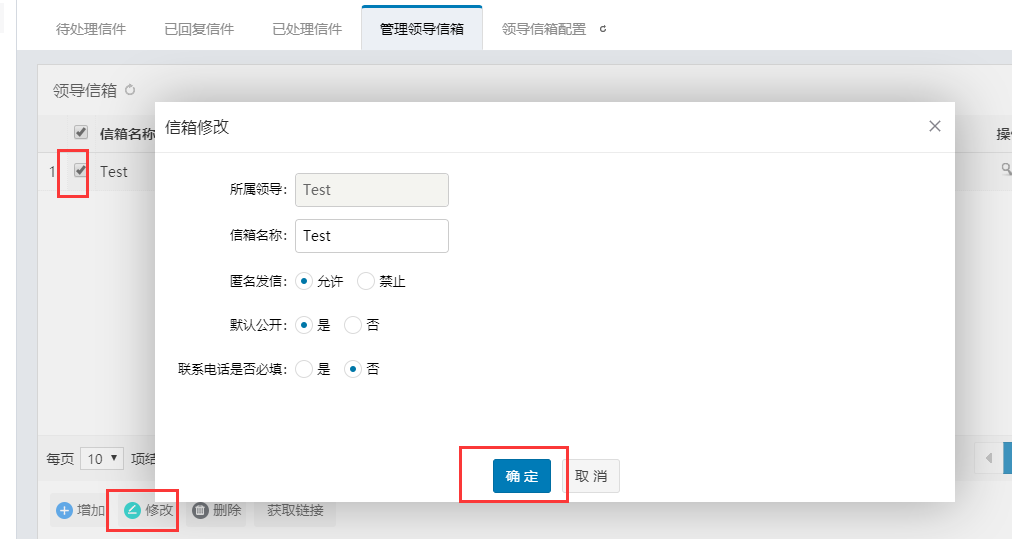 待处理信件 已回复信件 已处理信件 管理领导信箱 领导信箱配置
领导信箱
信箱修改
信箱名称
1 Test
所属领导: Test
信箱名称: Test
匿名发信: 允许 禁止
默认公开: 是 否
联系电话是否必填: 是 否
每页 10 项
确 定 取 消
增加 修改 删除 获取链接